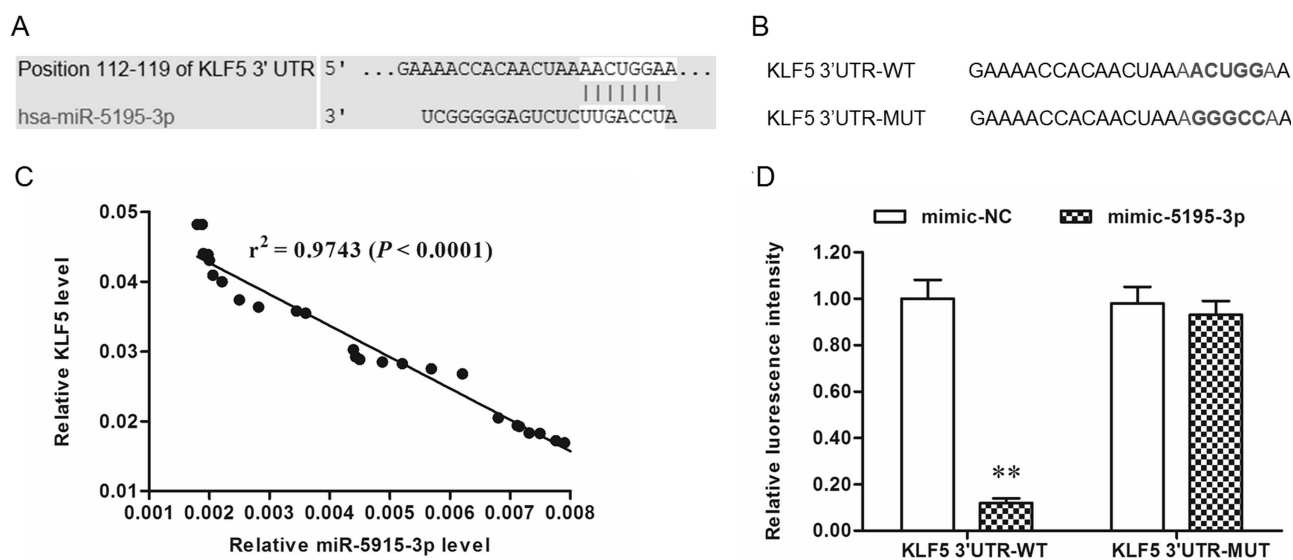 A
Position 112-119 of KLF5 3' UTR 5' ...GAAAACCACAACUAAAACUGGAA...
hsa-miR-5195-3p 3' UCGGGGGAGUCUCUUGACCUA
B
KLF5 3’UTR-WT GAAAACCACAACUAAAACUGGAA
KLF5 3’UTR-MUT GAAAACCACAACUAAAGGGCCAA
C
Relative KLF5 level
0.05
0.04
0.03
0.02
0.01
r² = 0.9743 (P < 0.0001)
0.001 0.002 0.003 0.004 0.005 0.006 0.007 0.008
Relative miR-5915-3p level
D
mimic-NC mimic-5195-3p
Relative luorescence intensity
1.20
1.00
0.80
0.60
0.40
0.20
0.00
**
KLF5 3'UTR-WT KLF5 3'UTR-MUT